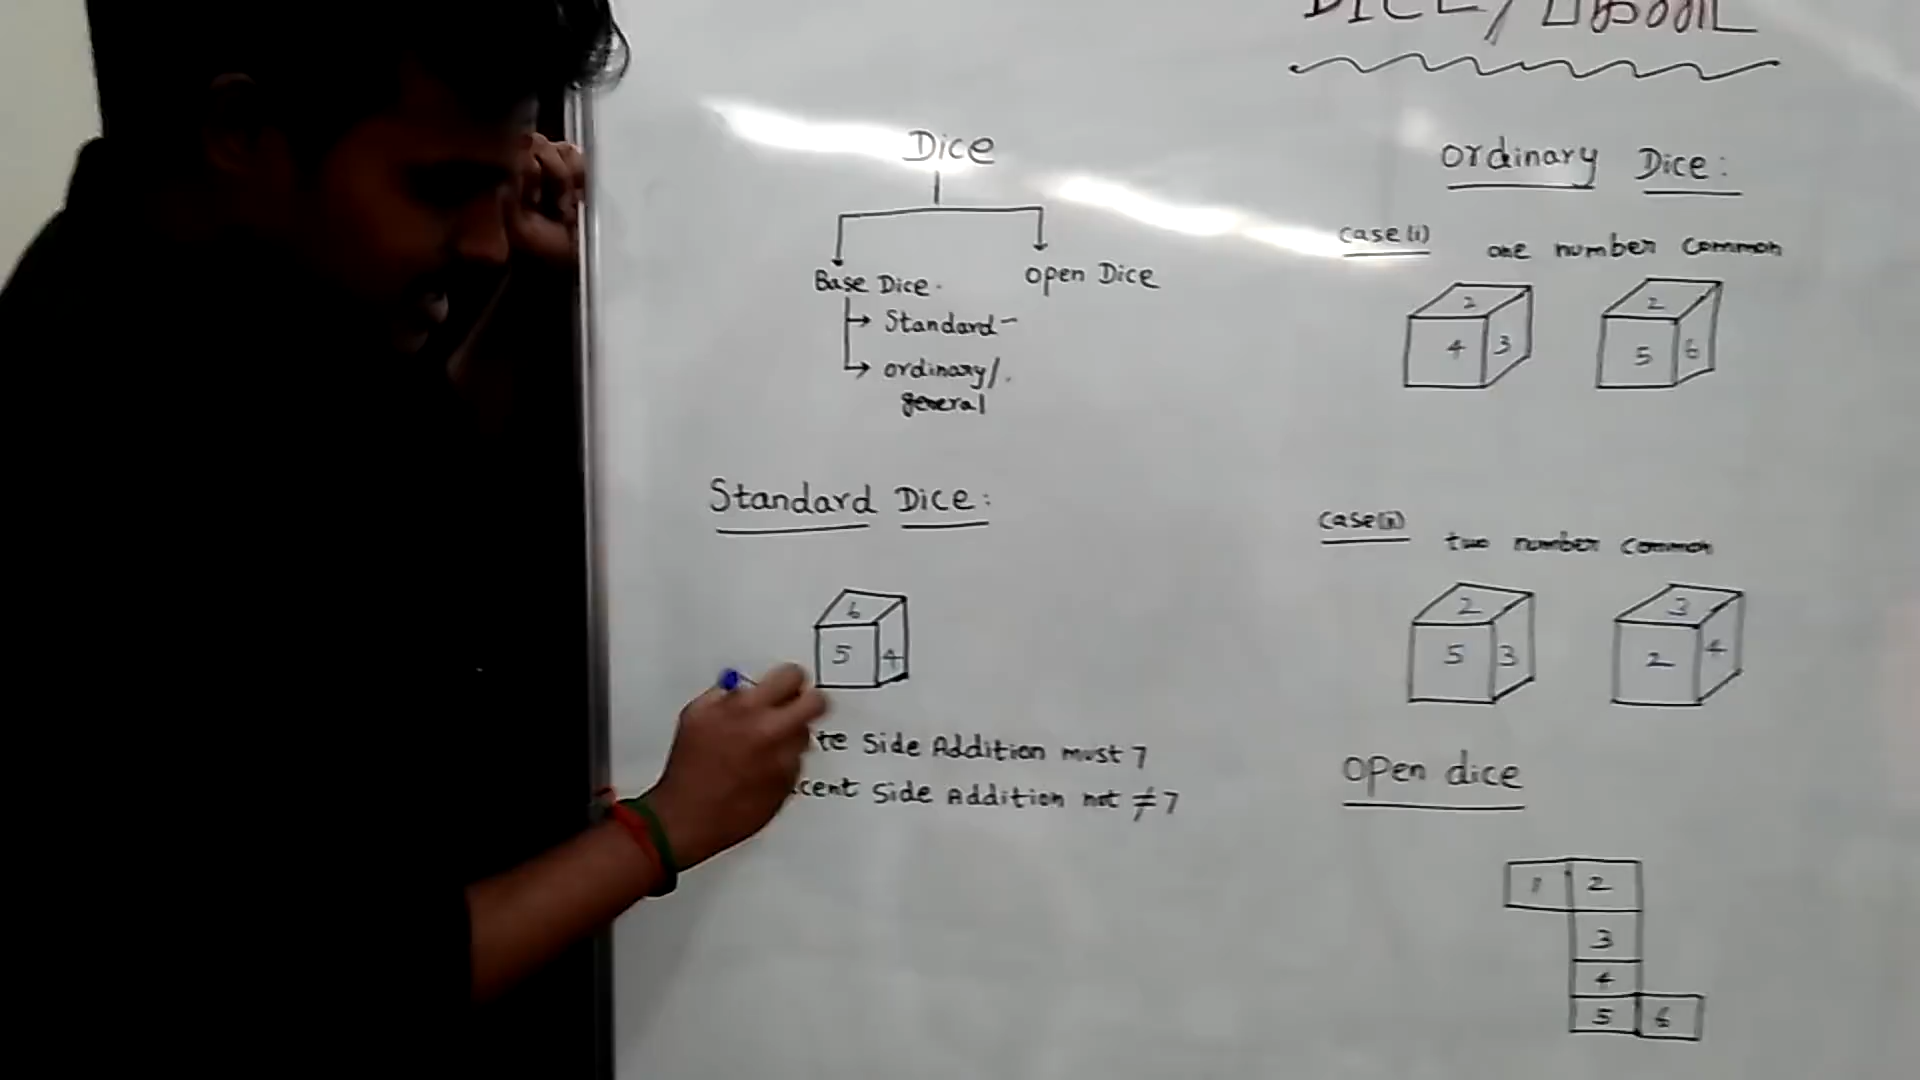 DICE /
Dice
Base Dice.
Open Dice
Standard -
ordinary/.
general
Standard Dice:
6
5 4
te Side Addition must 7
cent Side Addition not ≠ 7
ordinary Dice:
case (i) one number common
2
4 3
2
5 6
case (ii) two number common
2
5 3
3
2 4
open dice
1 2
3
4
5 6